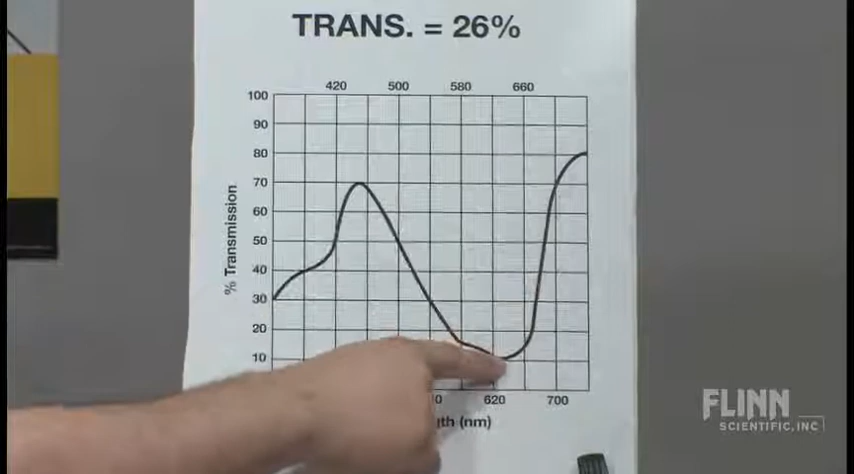 TRANS. = 26%
420 500 580 660
100
90
80
70
60
50
40
30
20
10
% Transmission
620 700
(nm)
FLINN
SCIENTIFIC, INC